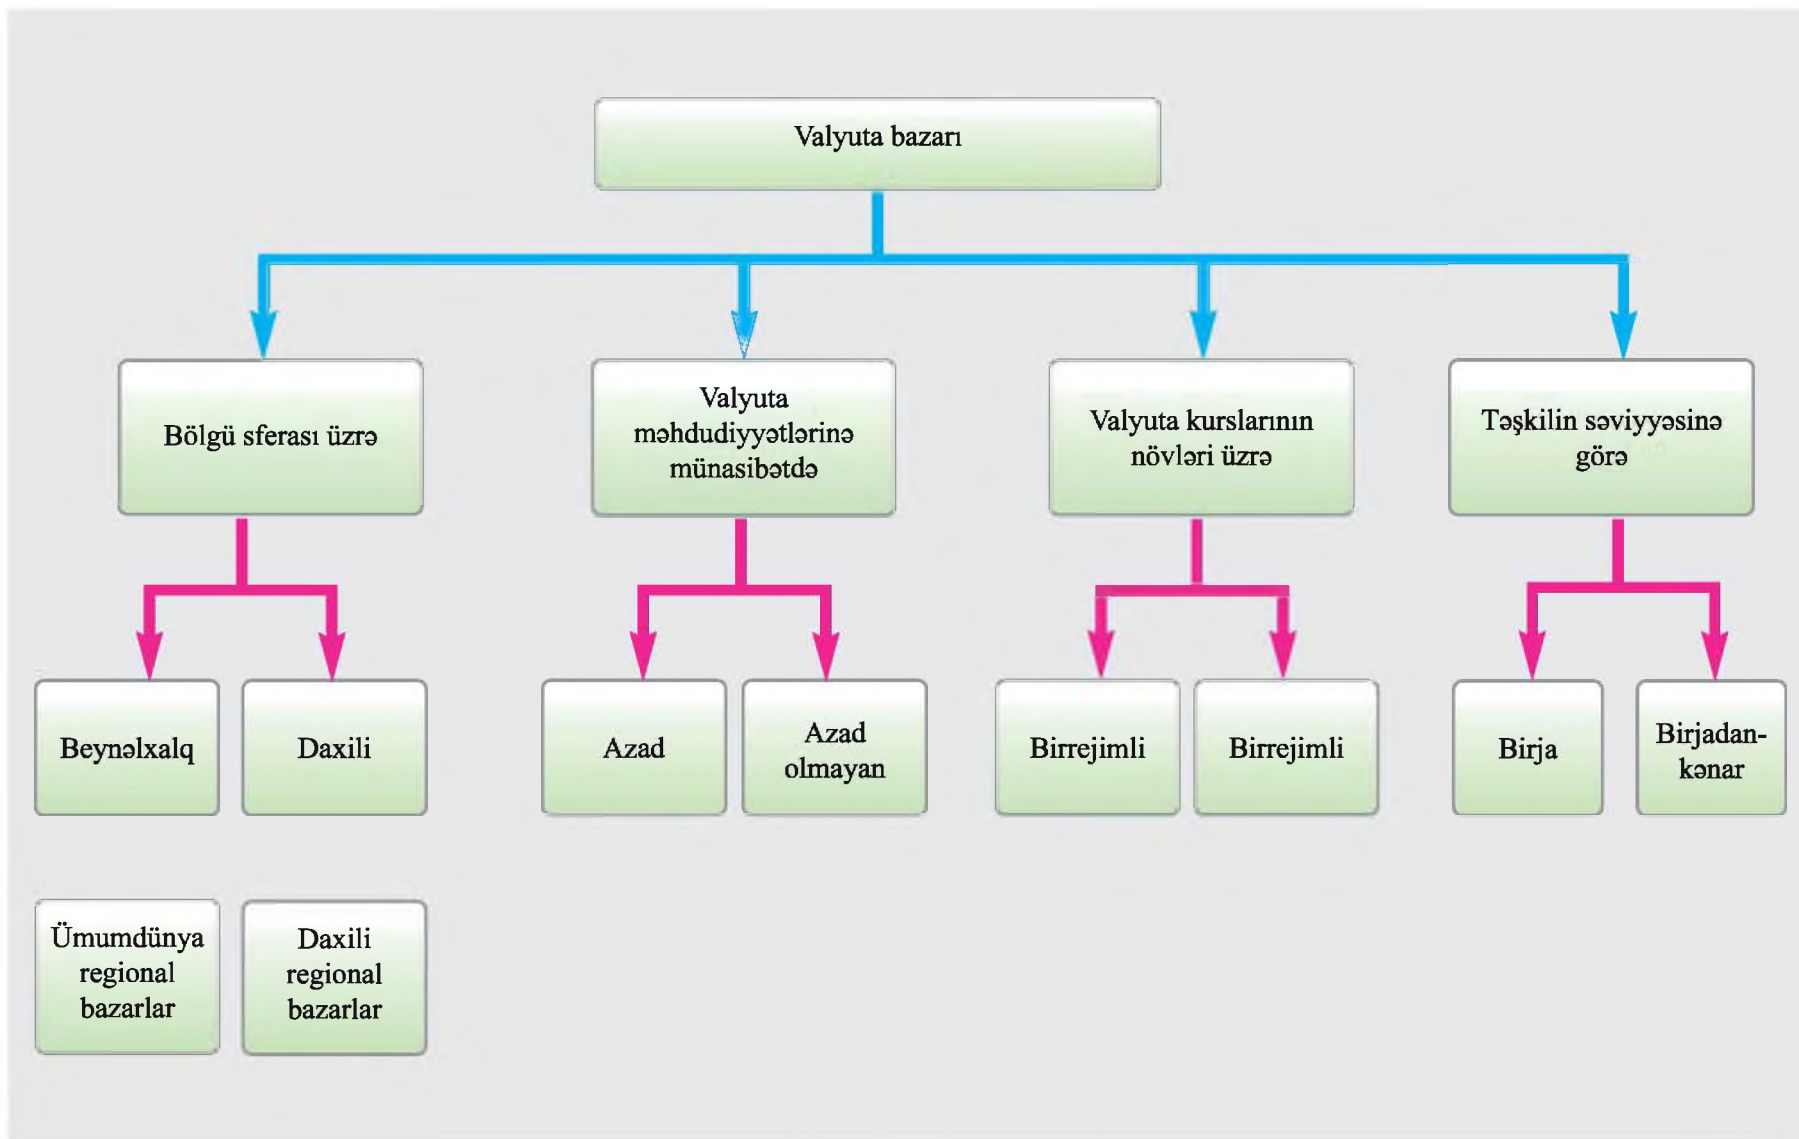 Valyuta bazarı
Bölgü sferası üzrə
Valyuta
məhdudiyyətlərinə
münasibətdə
Valyuta kurslarının
növləri üzrə
Təşkilin səviyyəsinə
görə
Beynəlxalq
Daxili
Azad
Azad
olmayan
Birrejimli
Birrejimli
Birja
Birjadan-
kənar
Ümumdünya
regional
bazarlar
Daxili
regional
bazarlar